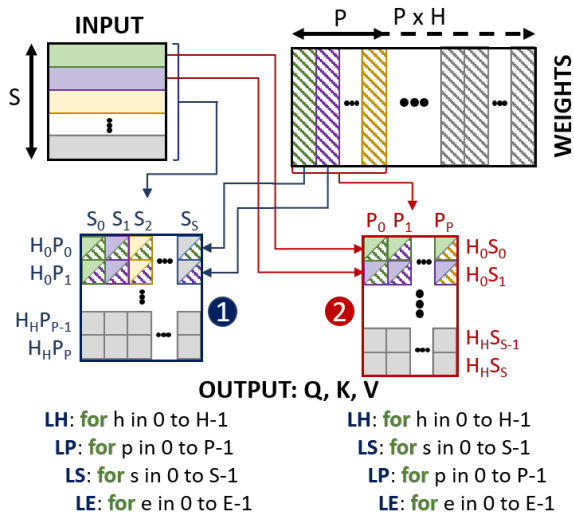 INPUT
P
P x H
S
WEIGHTS
S0 S1 S2 SS
P0 P1 PP
H0P0
H0P1
HHPP-1
HHPP
H0S0
H0S1
HHSS-1
HHSS
1
2
OUTPUT: Q, K, V
LH: for h in 0 to H-1
LP: for p in 0 to P-1
LS: for s in 0 to S-1
LE: for e in 0 to E-1
LH: for h in 0 to H-1
LS: for s in 0 to S-1
LP: for p in 0 to P-1
LE: for e in 0 to E-1